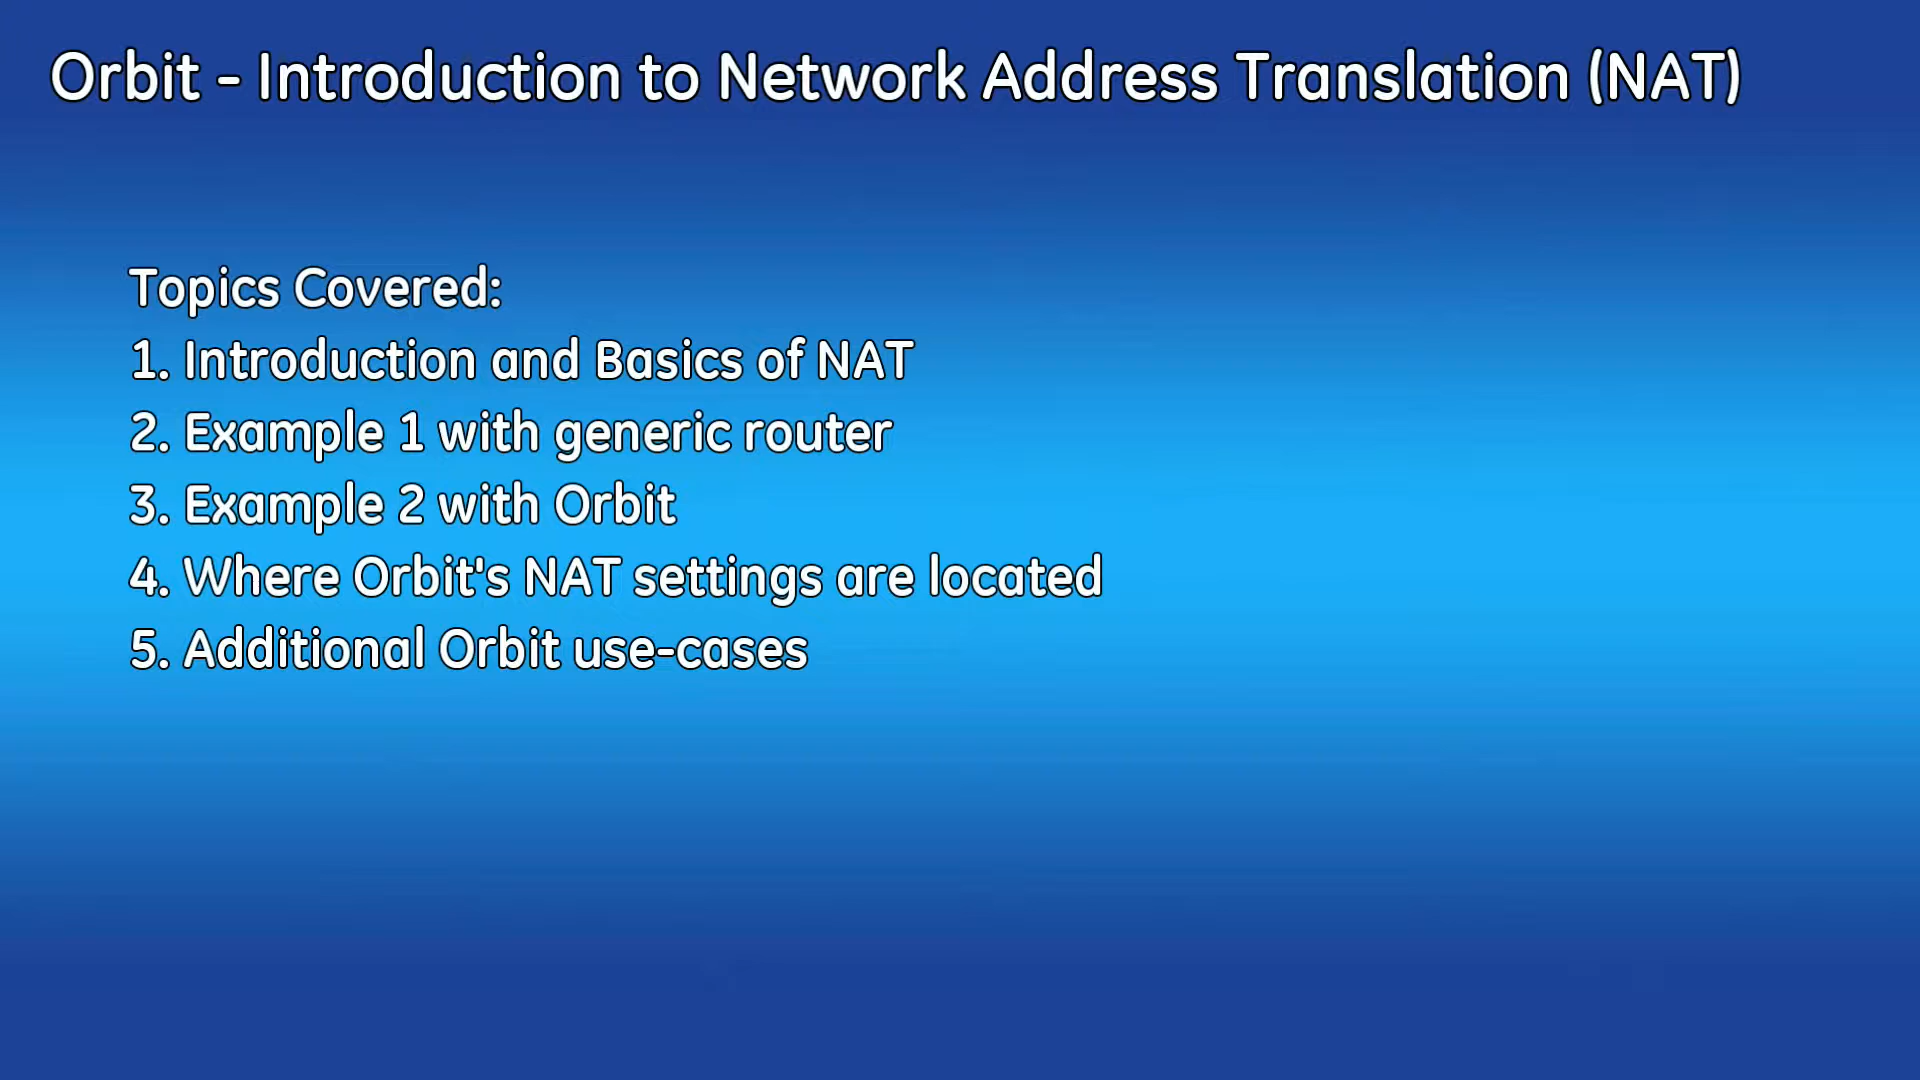 Orbit - Introduction to Network Address Translation (NAT)
Topics Covered:
1. Introduction and Basics of NAT
2. Example 1 with generic router
3. Example 2 with Orbit
4. Where Orbit's NAT settings are located
5. Additional Orbit use-cases